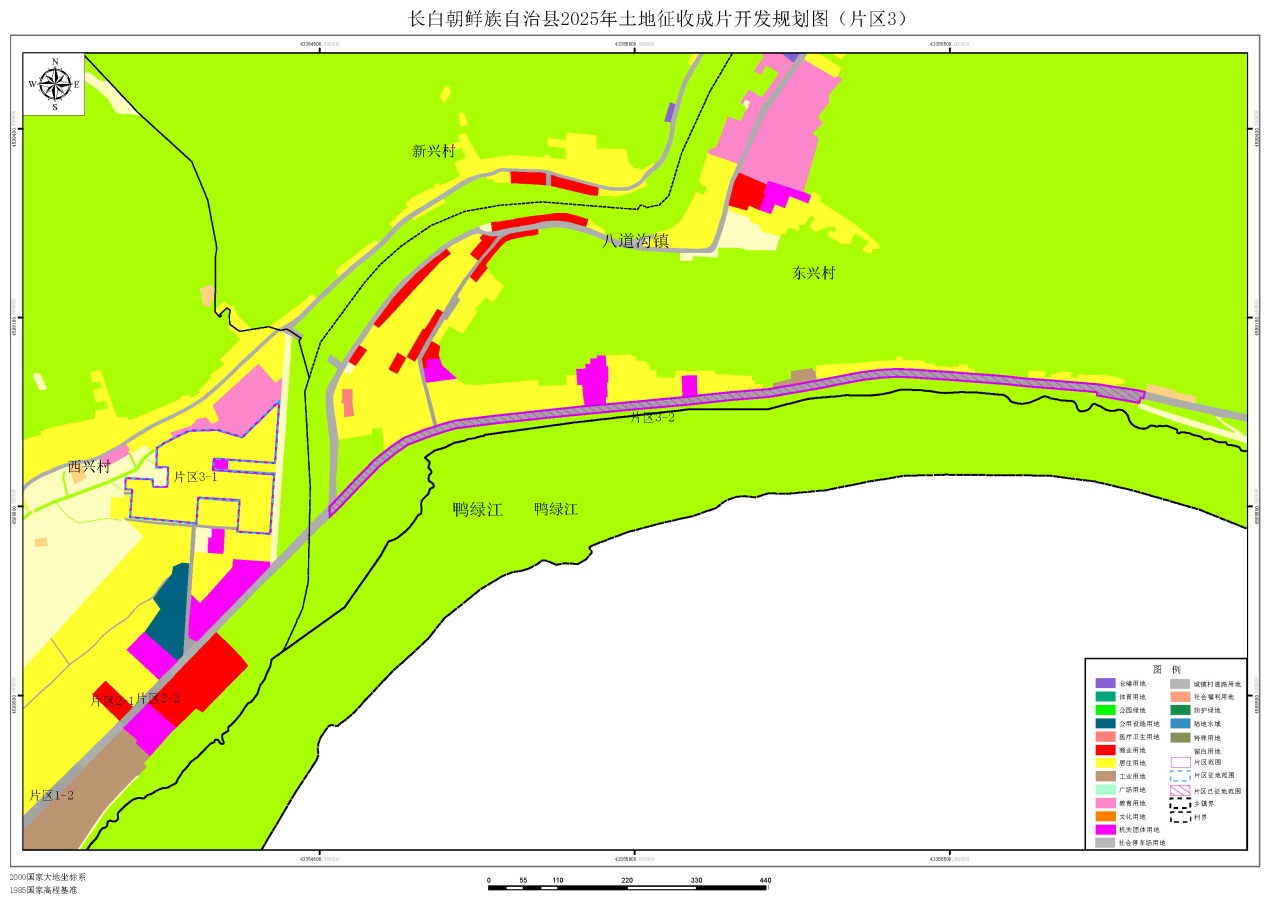 长白朝鲜族自治县2025年土地征收成片开发规划图（片区3）
N
W E
S
新兴村
八道沟镇
东兴村
片区3-2
西兴村
片区3-1
鸭绿江 鸭绿江
片区2-1 片区2-2
片区1-2
图 例
仓储用地 城镇村道路用地
体育用地 社会福利用地
公园绿地 防护绿地
公用设施用地 陆地水域
医疗卫生用地 特殊用地
商业用地 留白用地
居住用地 片区范围
工业用地 片区征地范围
广场用地 片区已征地范围
教育用地 乡镇界
文化用地 村界
机关团体用地
社会停车场用地
2000国家大地坐标系
1985国家高程基准
0 55 110 220 330 440